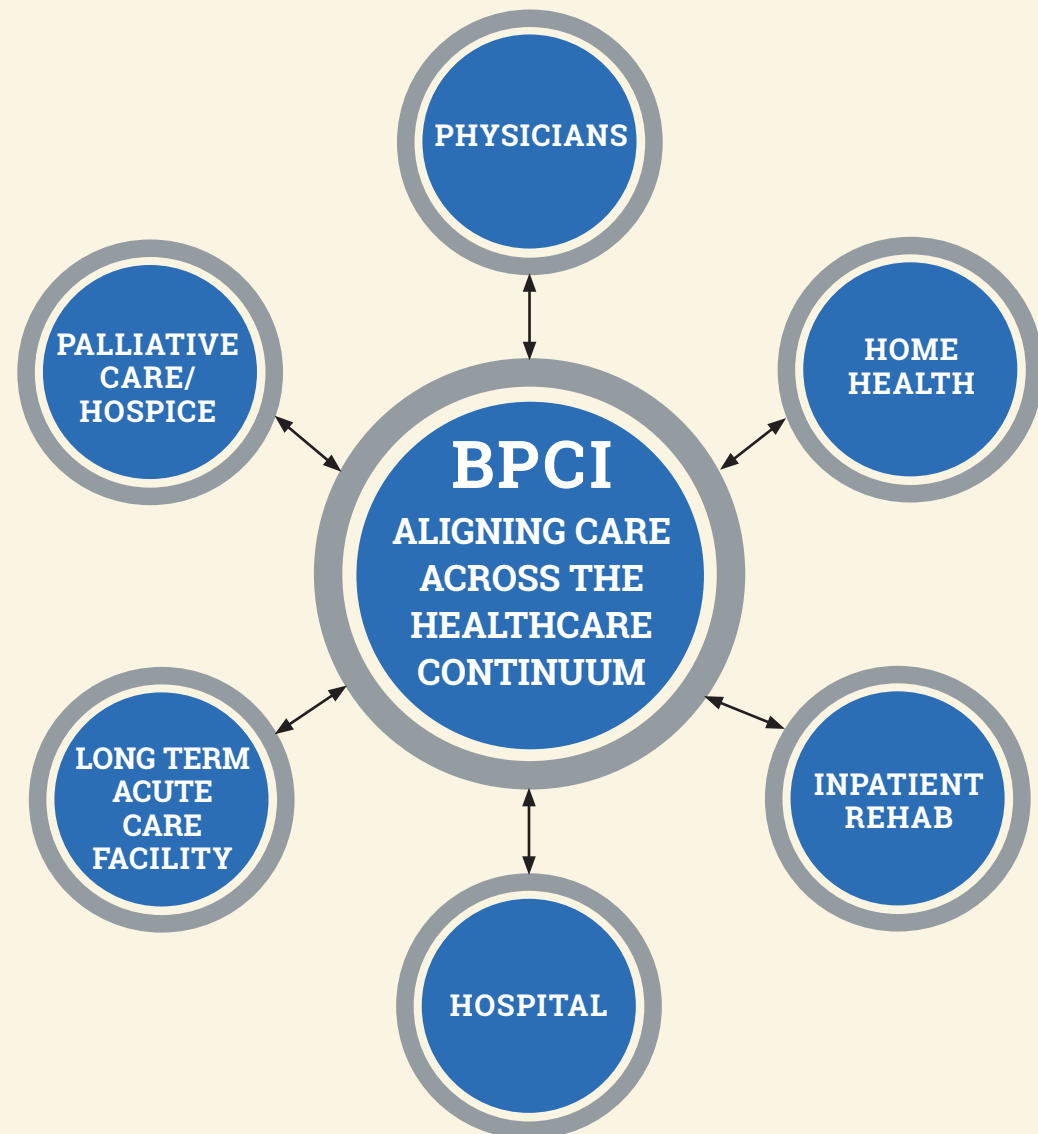 PHYSICIANS
PALLIATIVE
CARE/
HOSPICE
HOME
HEALTH
BPCI
ALIGNING CARE
ACROSS THE
HEALTHCARE
CONTINUUM
LONG TERM
ACUTE
CARE
FACILITY
INPATIENT
REHAB
HOSPITAL